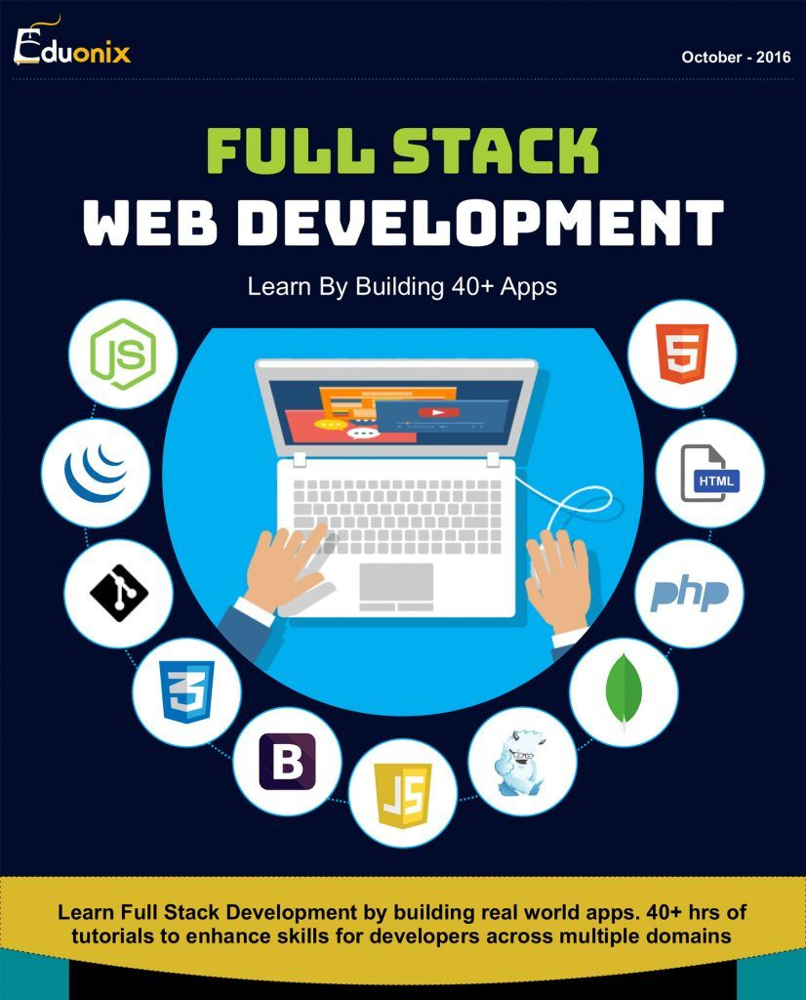 Eduonix
October - 2016
FULL STACK
WEB DEVELOPMENT
Learn By Building 40+ Apps
JS
5
HTML
php
3
B
JS
Learn Full Stack Development by building real world apps. 40+ hrs of
tutorials to enhance skills for developers across multiple domains